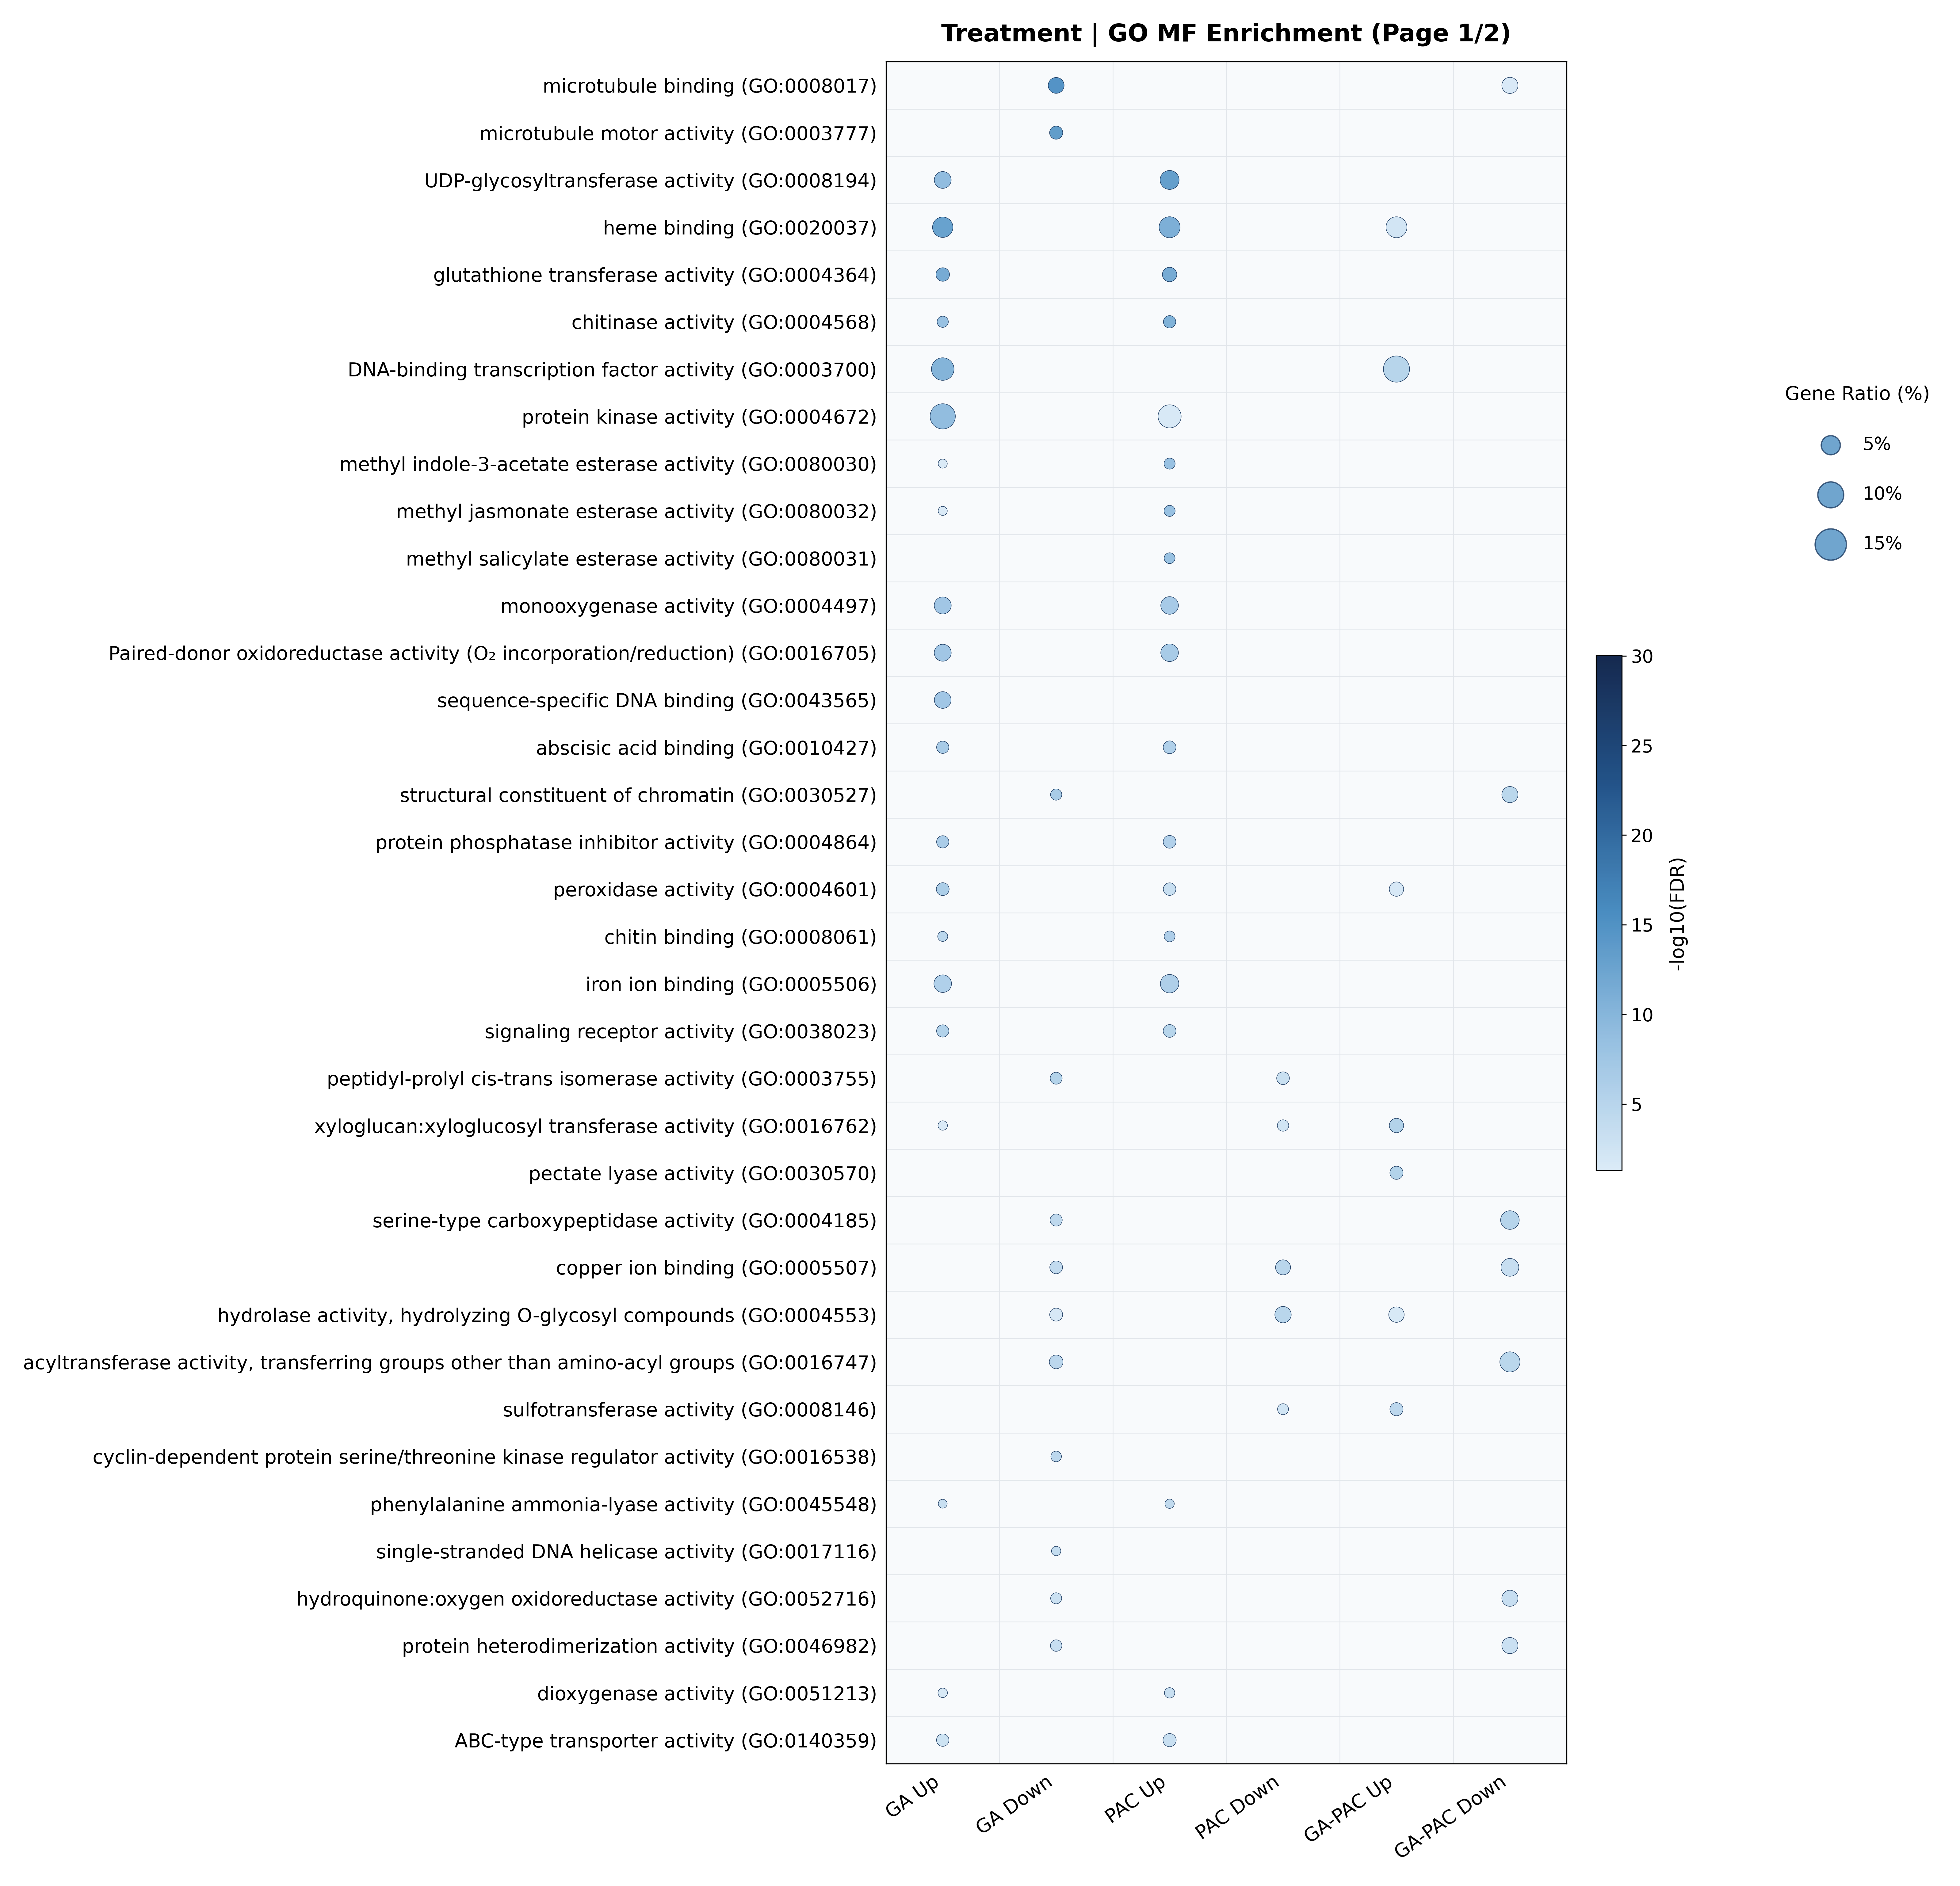 Treatment | GO MF Enrichment (Page 1/2)
microtubule binding (GO:0008017)
microtubule motor activity (GO:0003777)
UDP-glycosyltransferase activity (GO:0008194)
heme binding (GO:0020037)
glutathione transferase activity (GO:0004364)
chitinase activity (GO:0004568)
DNA-binding transcription factor activity (GO:0003700)
protein kinase activity (GO:0004672)
methyl indole-3-acetate esterase activity (GO:0080030)
methyl jasmonate esterase activity (GO:0080032)
methyl salicylate esterase activity (GO:0080031)
monooxygenase activity (GO:0004497)
Paired-donor oxidoreductase activity (O₂ incorporation/reduction) (GO:0016705)
sequence-specific DNA binding (GO:0043565)
abscisic acid binding (GO:0010427)
structural constituent of chromatin (GO:0030527)
protein phosphatase inhibitor activity (GO:0004864)
peroxidase activity (GO:0004601)
chitin binding (GO:0008061)
iron ion binding (GO:0005506)
signaling receptor activity (GO:0038023)
peptidyl-prolyl cis-trans isomerase activity (GO:0003755)
xyloglucan:xyloglucosyl transferase activity (GO:0016762)
pectate lyase activity (GO:0030570)
serine-type carboxypeptidase activity (GO:0004185)
copper ion binding (GO:0005507)
hydrolase activity, hydrolyzing O-glycosyl compounds (GO:0004553)
acyltransferase activity, transferring groups other than amino-acyl groups (GO:0016747)
sulfotransferase activity (GO:0008146)
cyclin-dependent protein serine/threonine kinase regulator activity (GO:0016538)
phenylalanine ammonia-lyase activity (GO:0045548)
single-stranded DNA helicase activity (GO:0017116)
hydroquinone:oxygen oxidoreductase activity (GO:0052716)
protein heterodimerization activity (GO:0046982)
dioxygenase activity (GO:0051213)
ABC-type transporter activity (GO:0140359)
GA Up
GA Down
PAC Up
PAC Down
GA-PAC Up
GA-PAC Down
Gene Ratio (%)
5%
10%
15%
30
25
20
15
10
5
-log10(FDR)